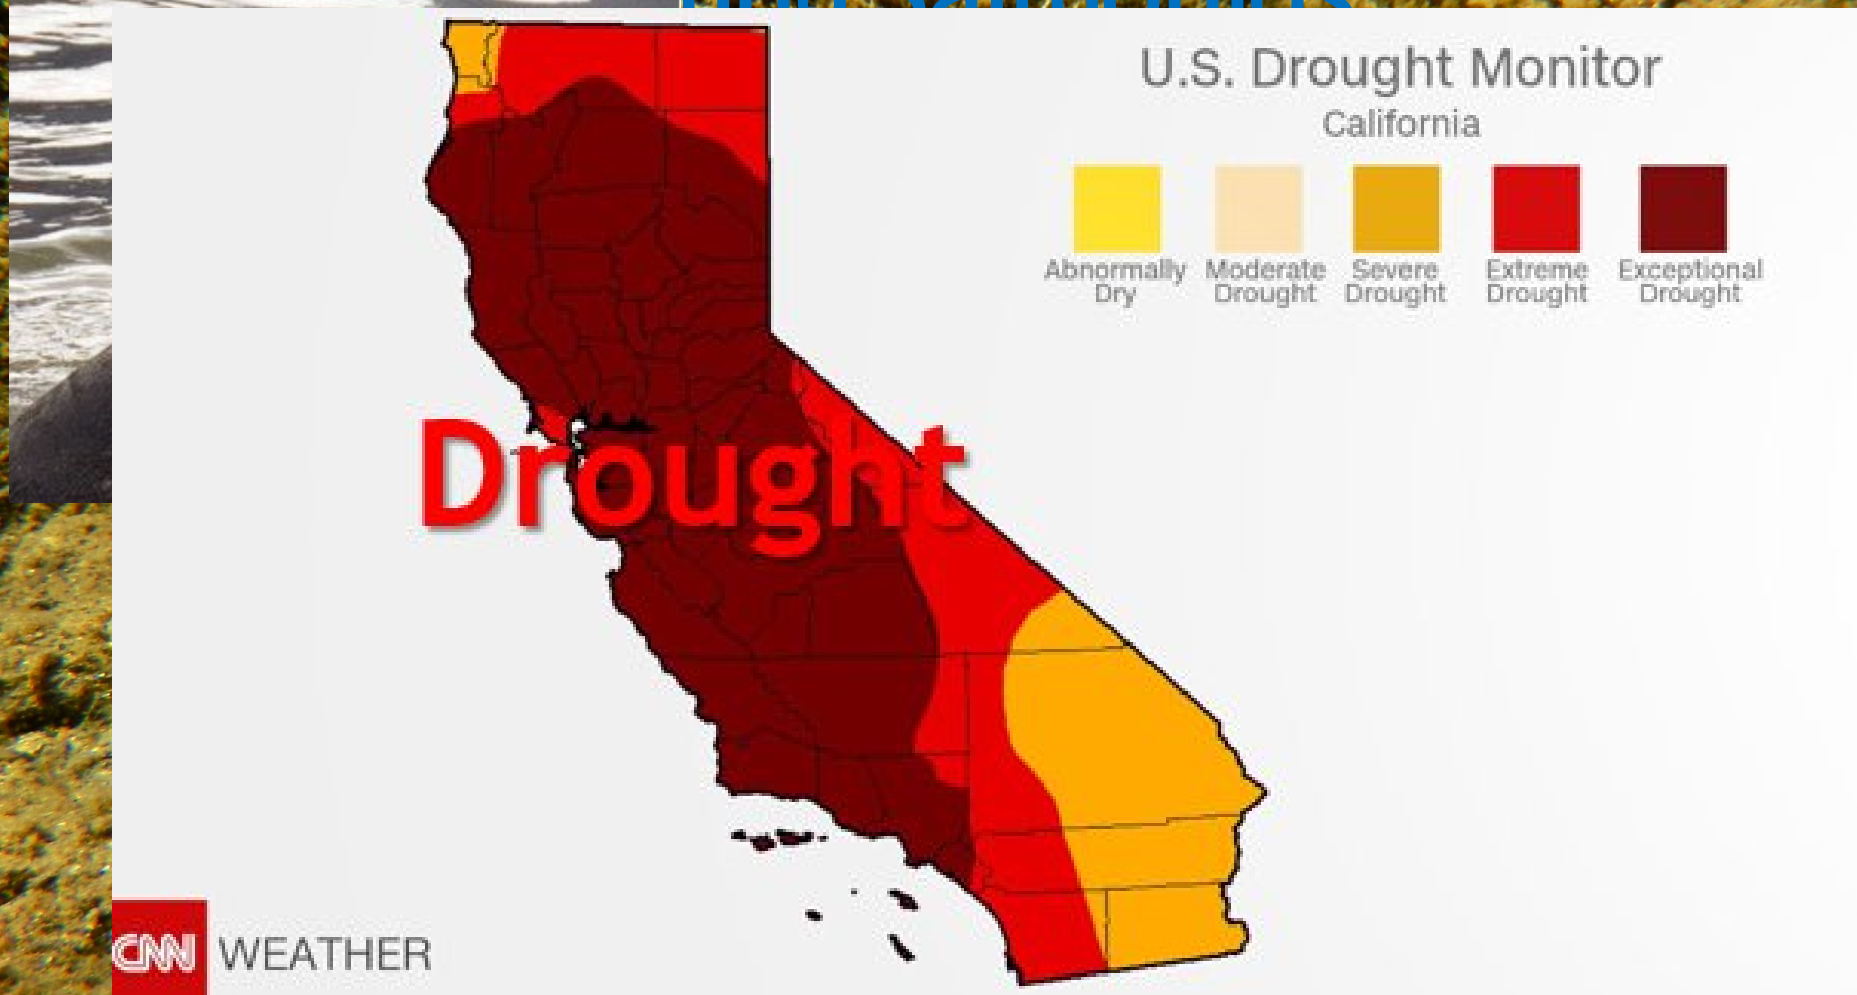 U.S. Drought Monitor
California
Abnormally Dry
Moderate Drought
Severe Drought
Extreme Drought
Exceptional Drought
Drought
CNN WEATHER